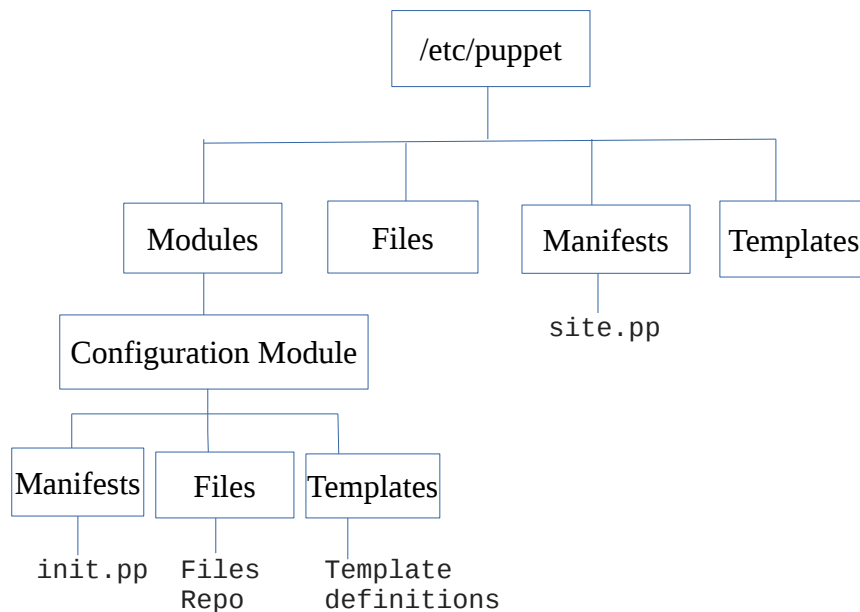 /etc/puppet
Modules
Files
Manifests
Templates
site.pp
Configuration Module
Manifests
Files
Templates
init.pp
Files
Repo
Template
definitions